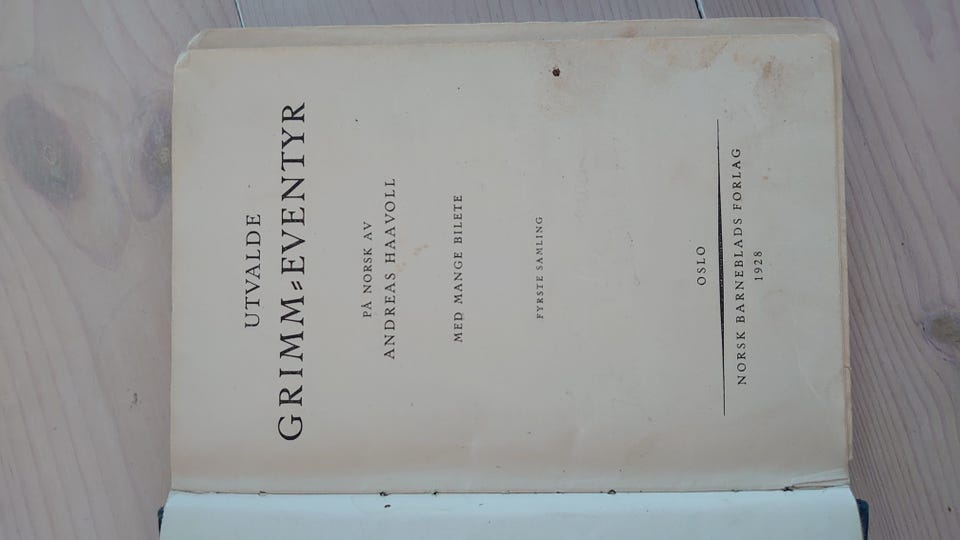 UTVALDE
GRIMM⸗EVENTYR
PÅ NORSK AV
ANDREAS HAAVOLL
MED MANGE BILETE
FYRSTE SAMLING
OSLO
NORSK BARNEBLADS FORLAG
1928